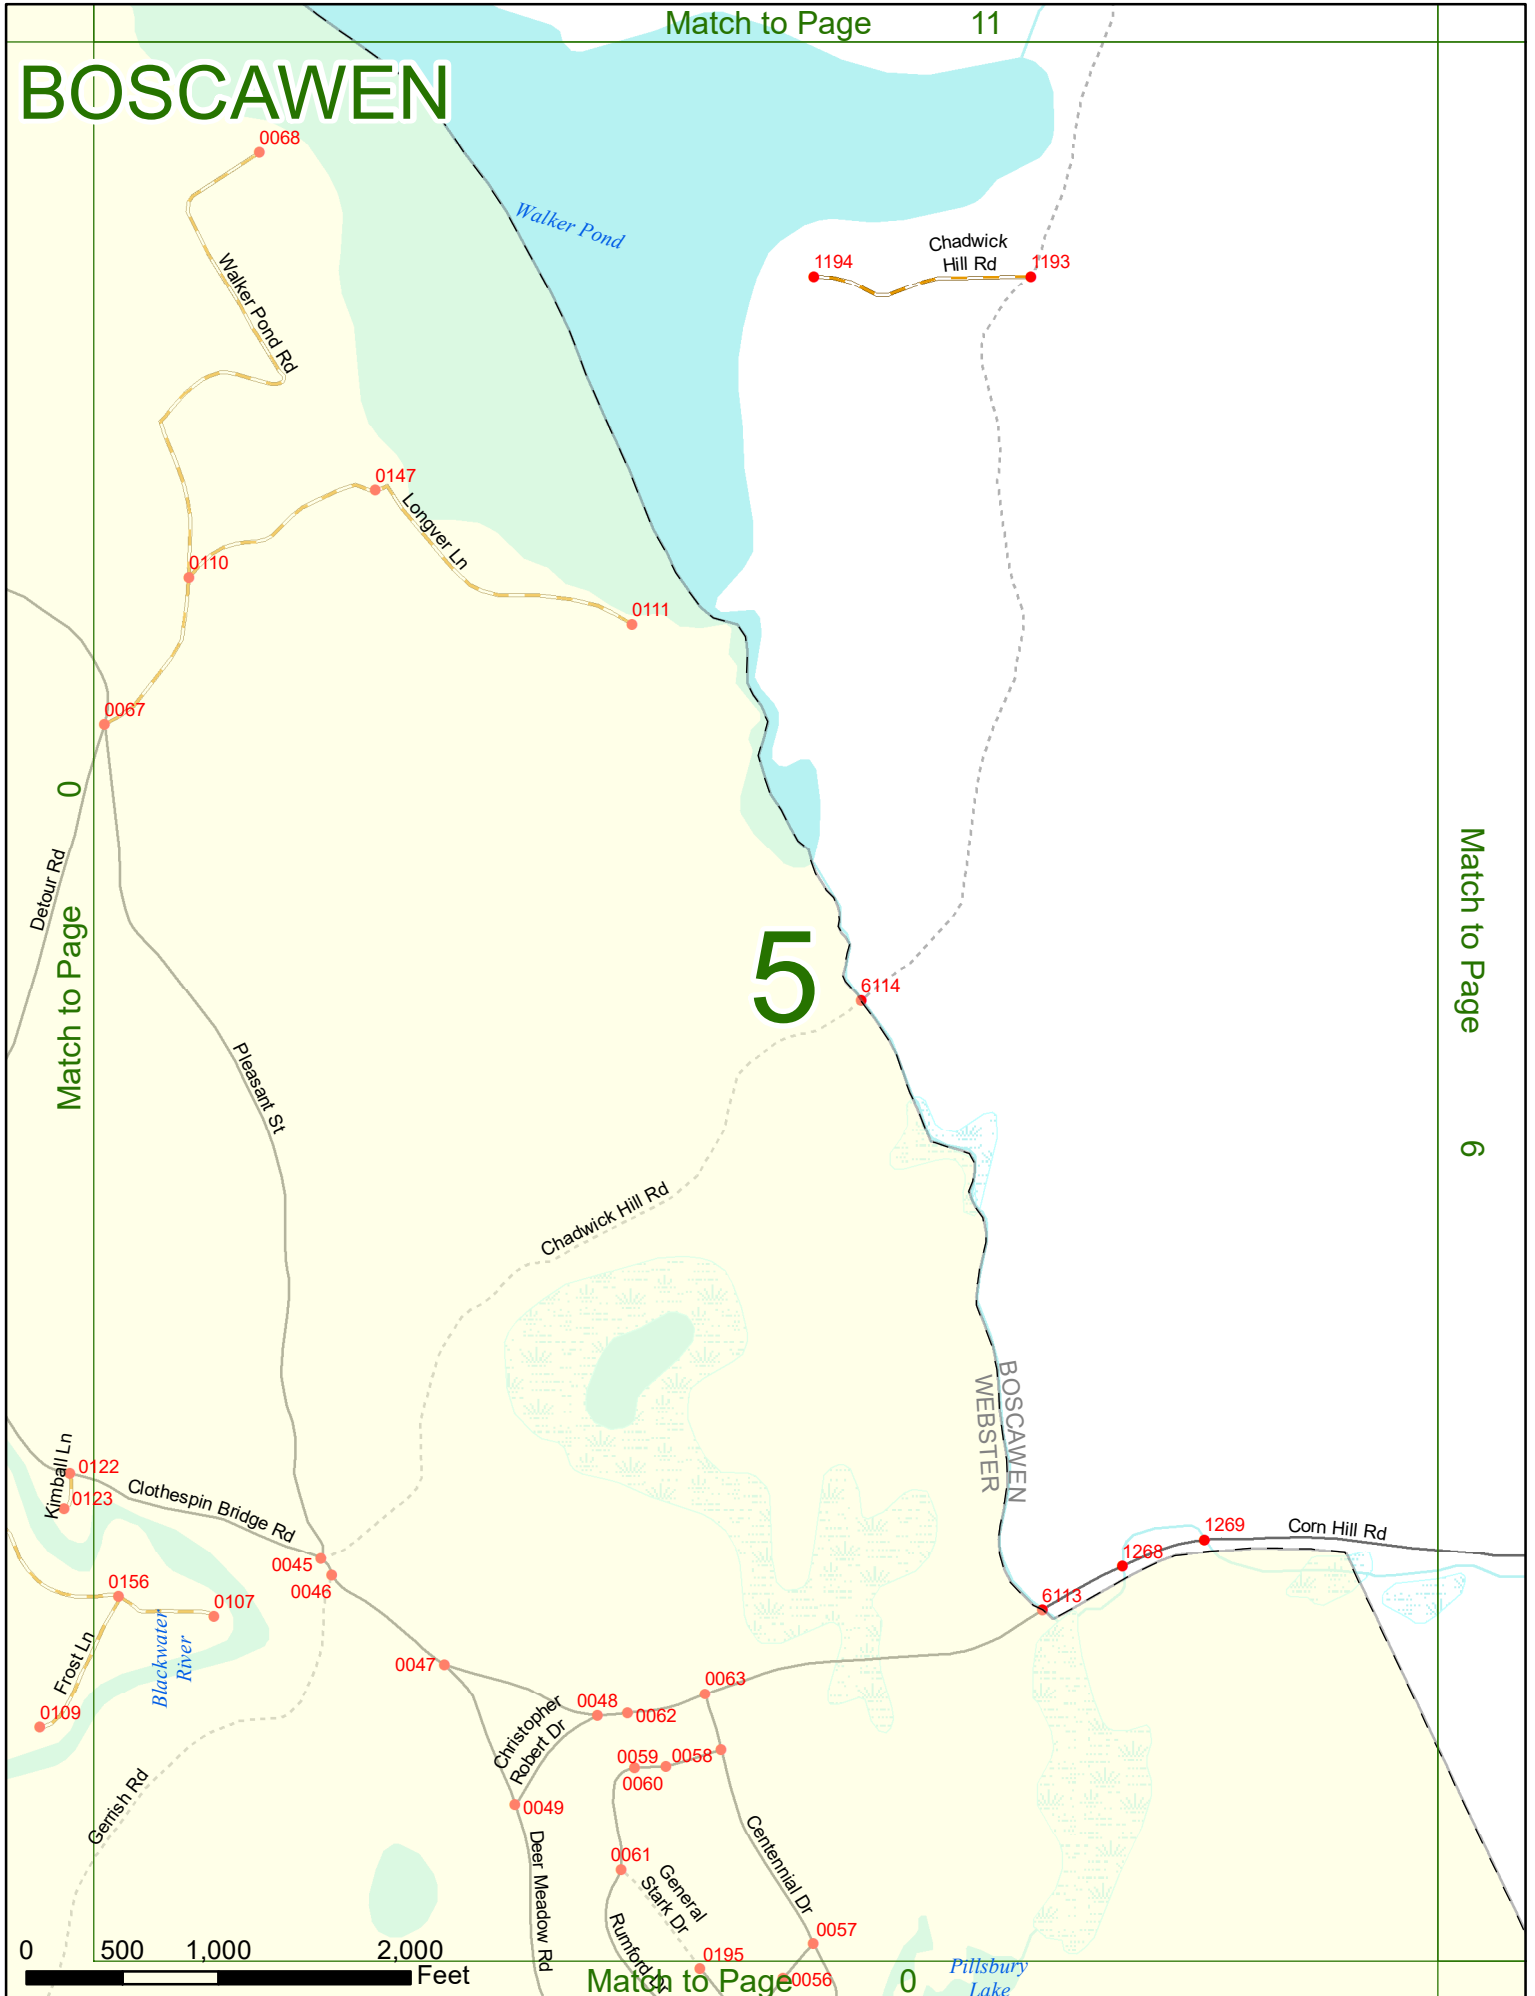 Match to Page 11
BOSCAWEN
0068
Walker Pond
Chadwick
Hill Rd
1194
1193
Walker Pond Rd
0147
Longver Ln
0110
0111
0067
Match to Page 0
Detour Rd
Match to Page 6
5
6114
Pleasant St
Chadwick Hill Rd
BOSCAWEN
WEBSTER
Kimball Ln
0122
0123
Clothespin Bridge Rd
0045
0046
1269
Corn Hill Rd
1268
6113
0156
0107
Blackwater
River
Frost Ln
0109
0047
0063
0048
0062
Christopher
Robert Dr
0059
0058
0060
0049
Gerrish Rd
Deer Meadow Rd
0061
General
Stark Dr
Centennial Dr
Rumford Dr
0057
0195
0056
Pillsbury
Lake
0 500 1,000 2,000
Feet
Match to Page 0